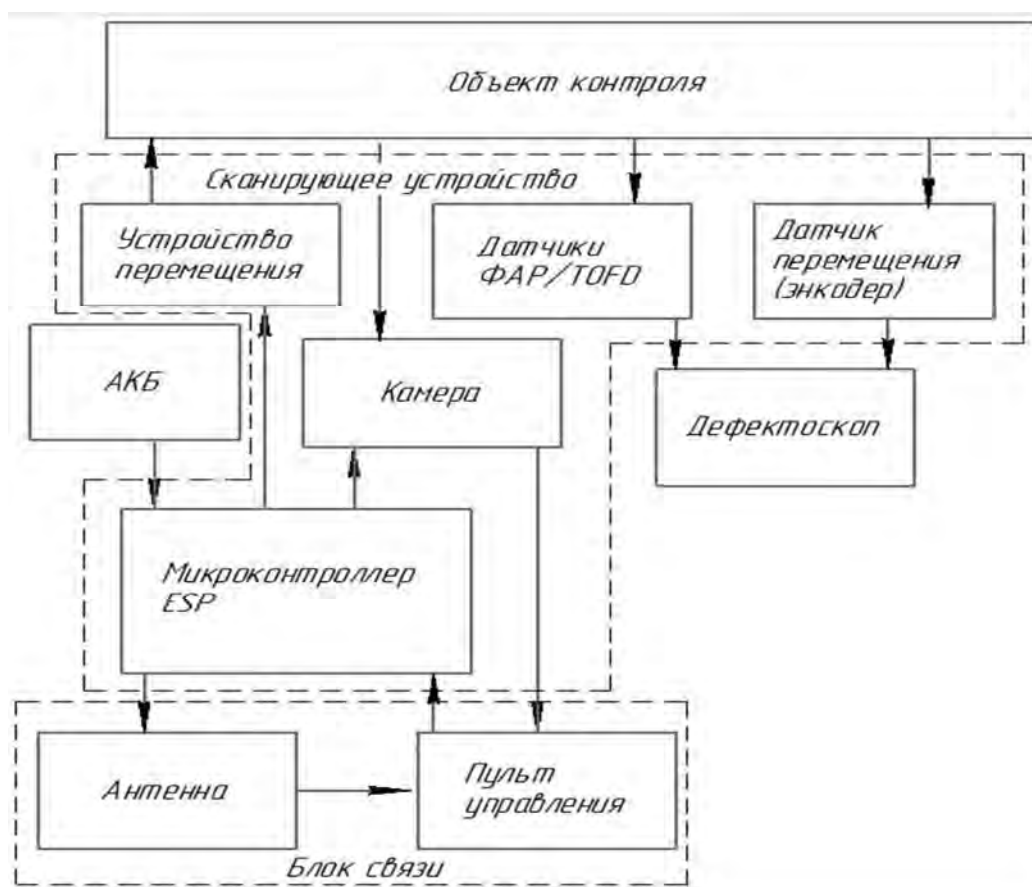 Объект контроля
Сканирующее устройство
Устройство
перемещения
Датчики
ФАР/TOFD
Датчик
перемещения
(энкодер)
АКБ
Камера
Дефектоскоп
Микроконтроллер
ESP
Антенна
Пульт
управления
Блок связи